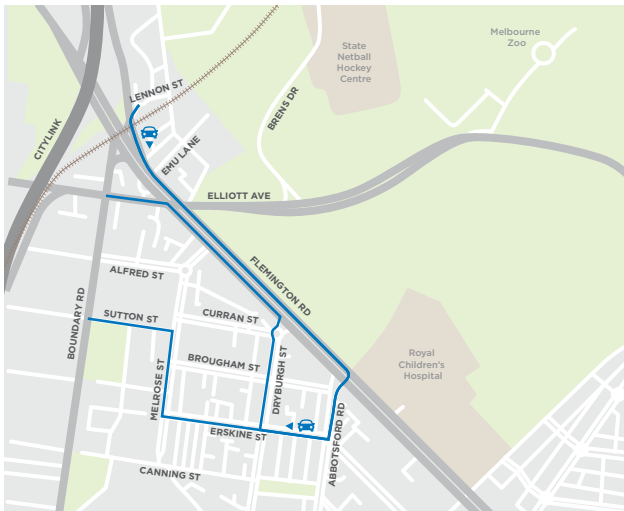 Melbourne
Zoo
State
Netball
Hockey
Centre
LENNON ST
BRENS DR
CITYLINK
EMU LANE
ELLIOTT AVE
FLEMINGTON RD
ALFRED ST
SUTTON ST
CURRAN ST
BOUNDARY RD
BROUGHAM ST
DRYBURGH ST
Royal
Children's
Hospital
MELROSE ST
ERSKINE ST
ABBOTSFORD RD
CANNING ST